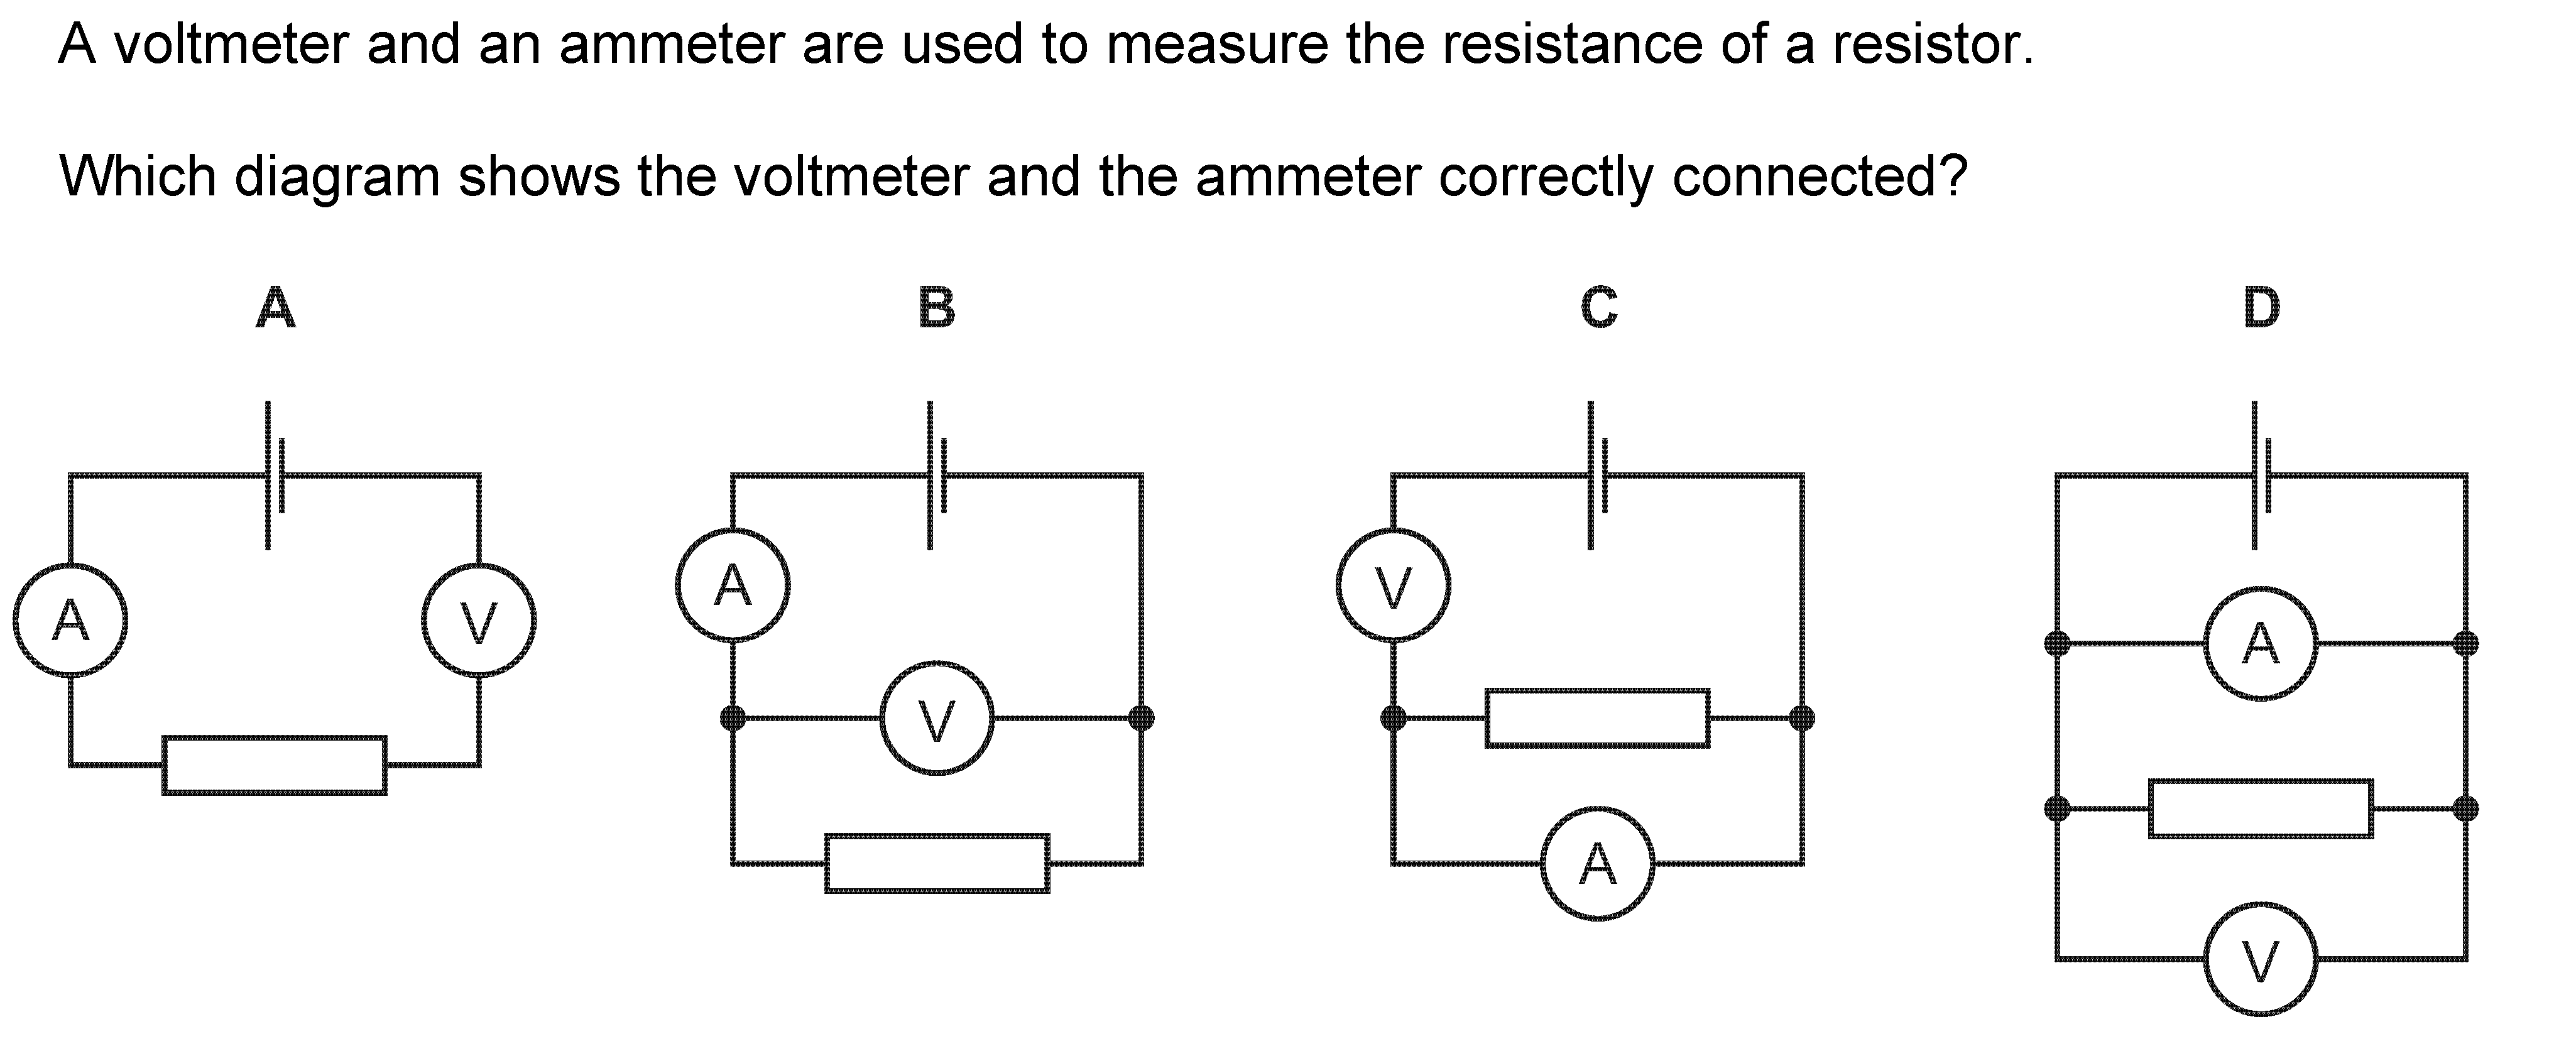 A voltmeter and an ammeter are used to measure the resistance of a resistor.
Which diagram shows the voltmeter and the ammeter correctly connected?
A B C D
A V
A
V
V
A
A
V